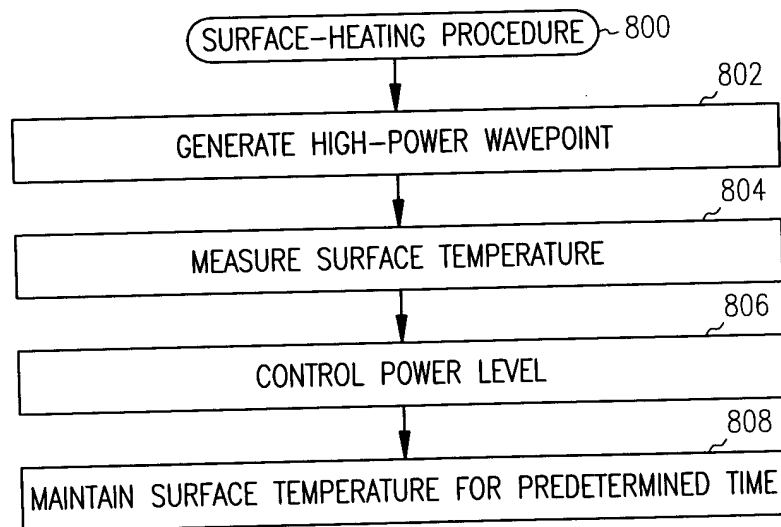 SURFACE-HEATING PROCEDURE 800
802
GENERATE HIGH-POWER WAVEPOINT
804
MEASURE SURFACE TEMPERATURE
806
CONTROL POWER LEVEL
808
MAINTAIN SURFACE TEMPERATURE FOR PREDETERMINED TIME